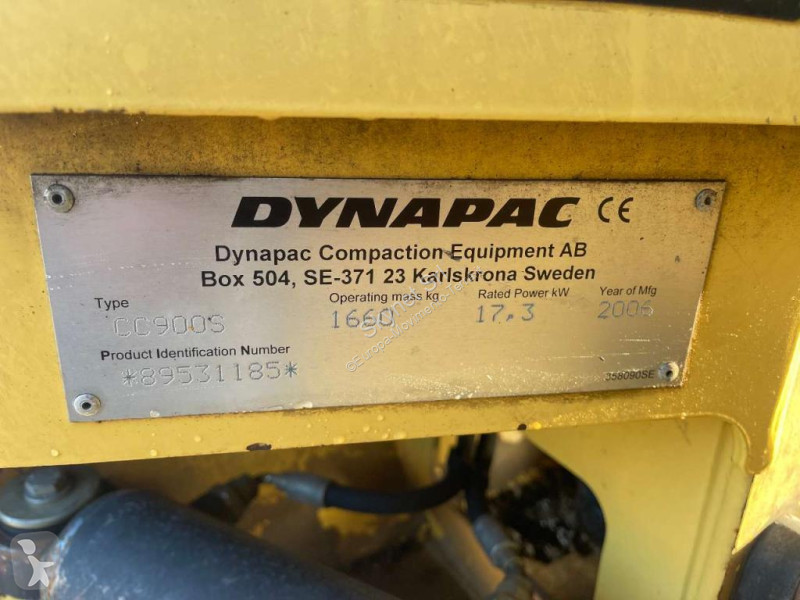 DYNAPAC CE
Dynapac Compaction Equipment AB
Box 504, SE-371 23 Karlskrona Sweden
Type Operating mass kg Rated Power kW Year of Mfg
CC900S 1660 17.3 2006
Product Identification Number
*89531185*
358090SE